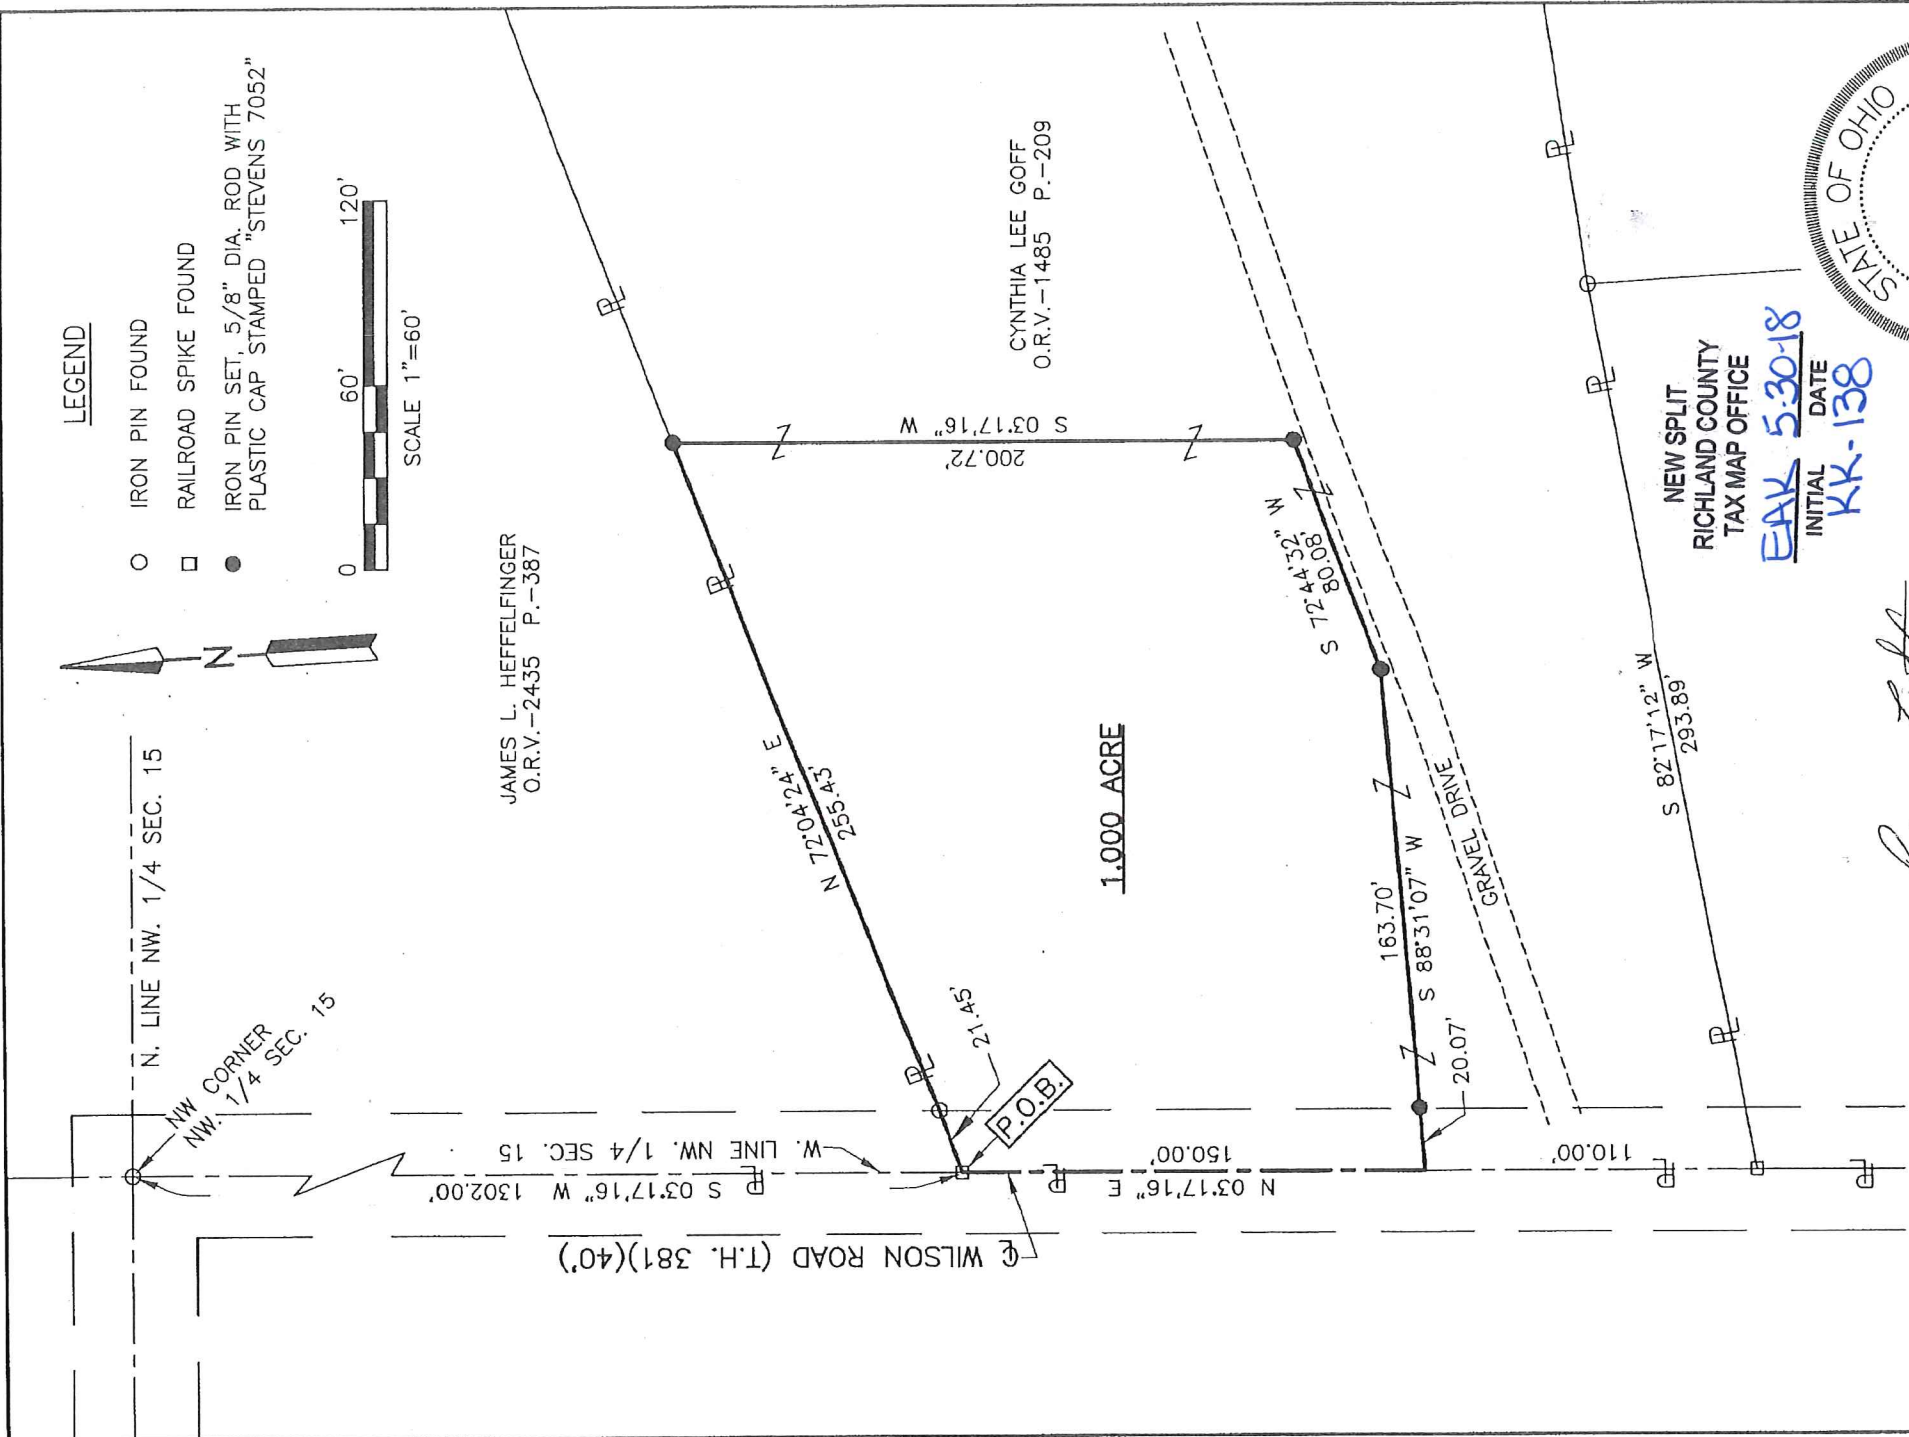 LEGEND
○ IRON PIN FOUND
□ RAILROAD SPIKE FOUND
● IRON PIN SET, 5/8" DIA. ROD WITH
PLASTIC CAP STAMPED "STEVENS 7052"
0 60' 120'
SCALE 1"=60'
N
N. LINE NW. 1/4 SEC. 15
NW CORNER
NW. 1/4 SEC. 15
JAMES L. HEFFELFINGER
O.R.V.-2435 P.-387
CYNTHIA LEE GOFF
O.R.V.-1485 P.-209
N 72°04'24" E
255.43'
S 03°17'16" W
200.72'
S 72°44'32" W
80.08'
1.000 ACRE
163.70'
S 88°31'07" W
20.07'
21.45'
P.O.B.
GRAVEL DRIVE
W. LINE NW. 1/4 SEC. 15
S 03°17'16" W 1302.00'
150.00'
N 03°17'16" E
110.00'
℄ WILSON ROAD (T.H. 381)(40')
S 82°17'12" W
293.89'
NEW SPLIT
RICHLAND COUNTY
TAX MAP OFFICE
EAK 5-30-18
INITIAL DATE
KK-138
STATE OF OHIO